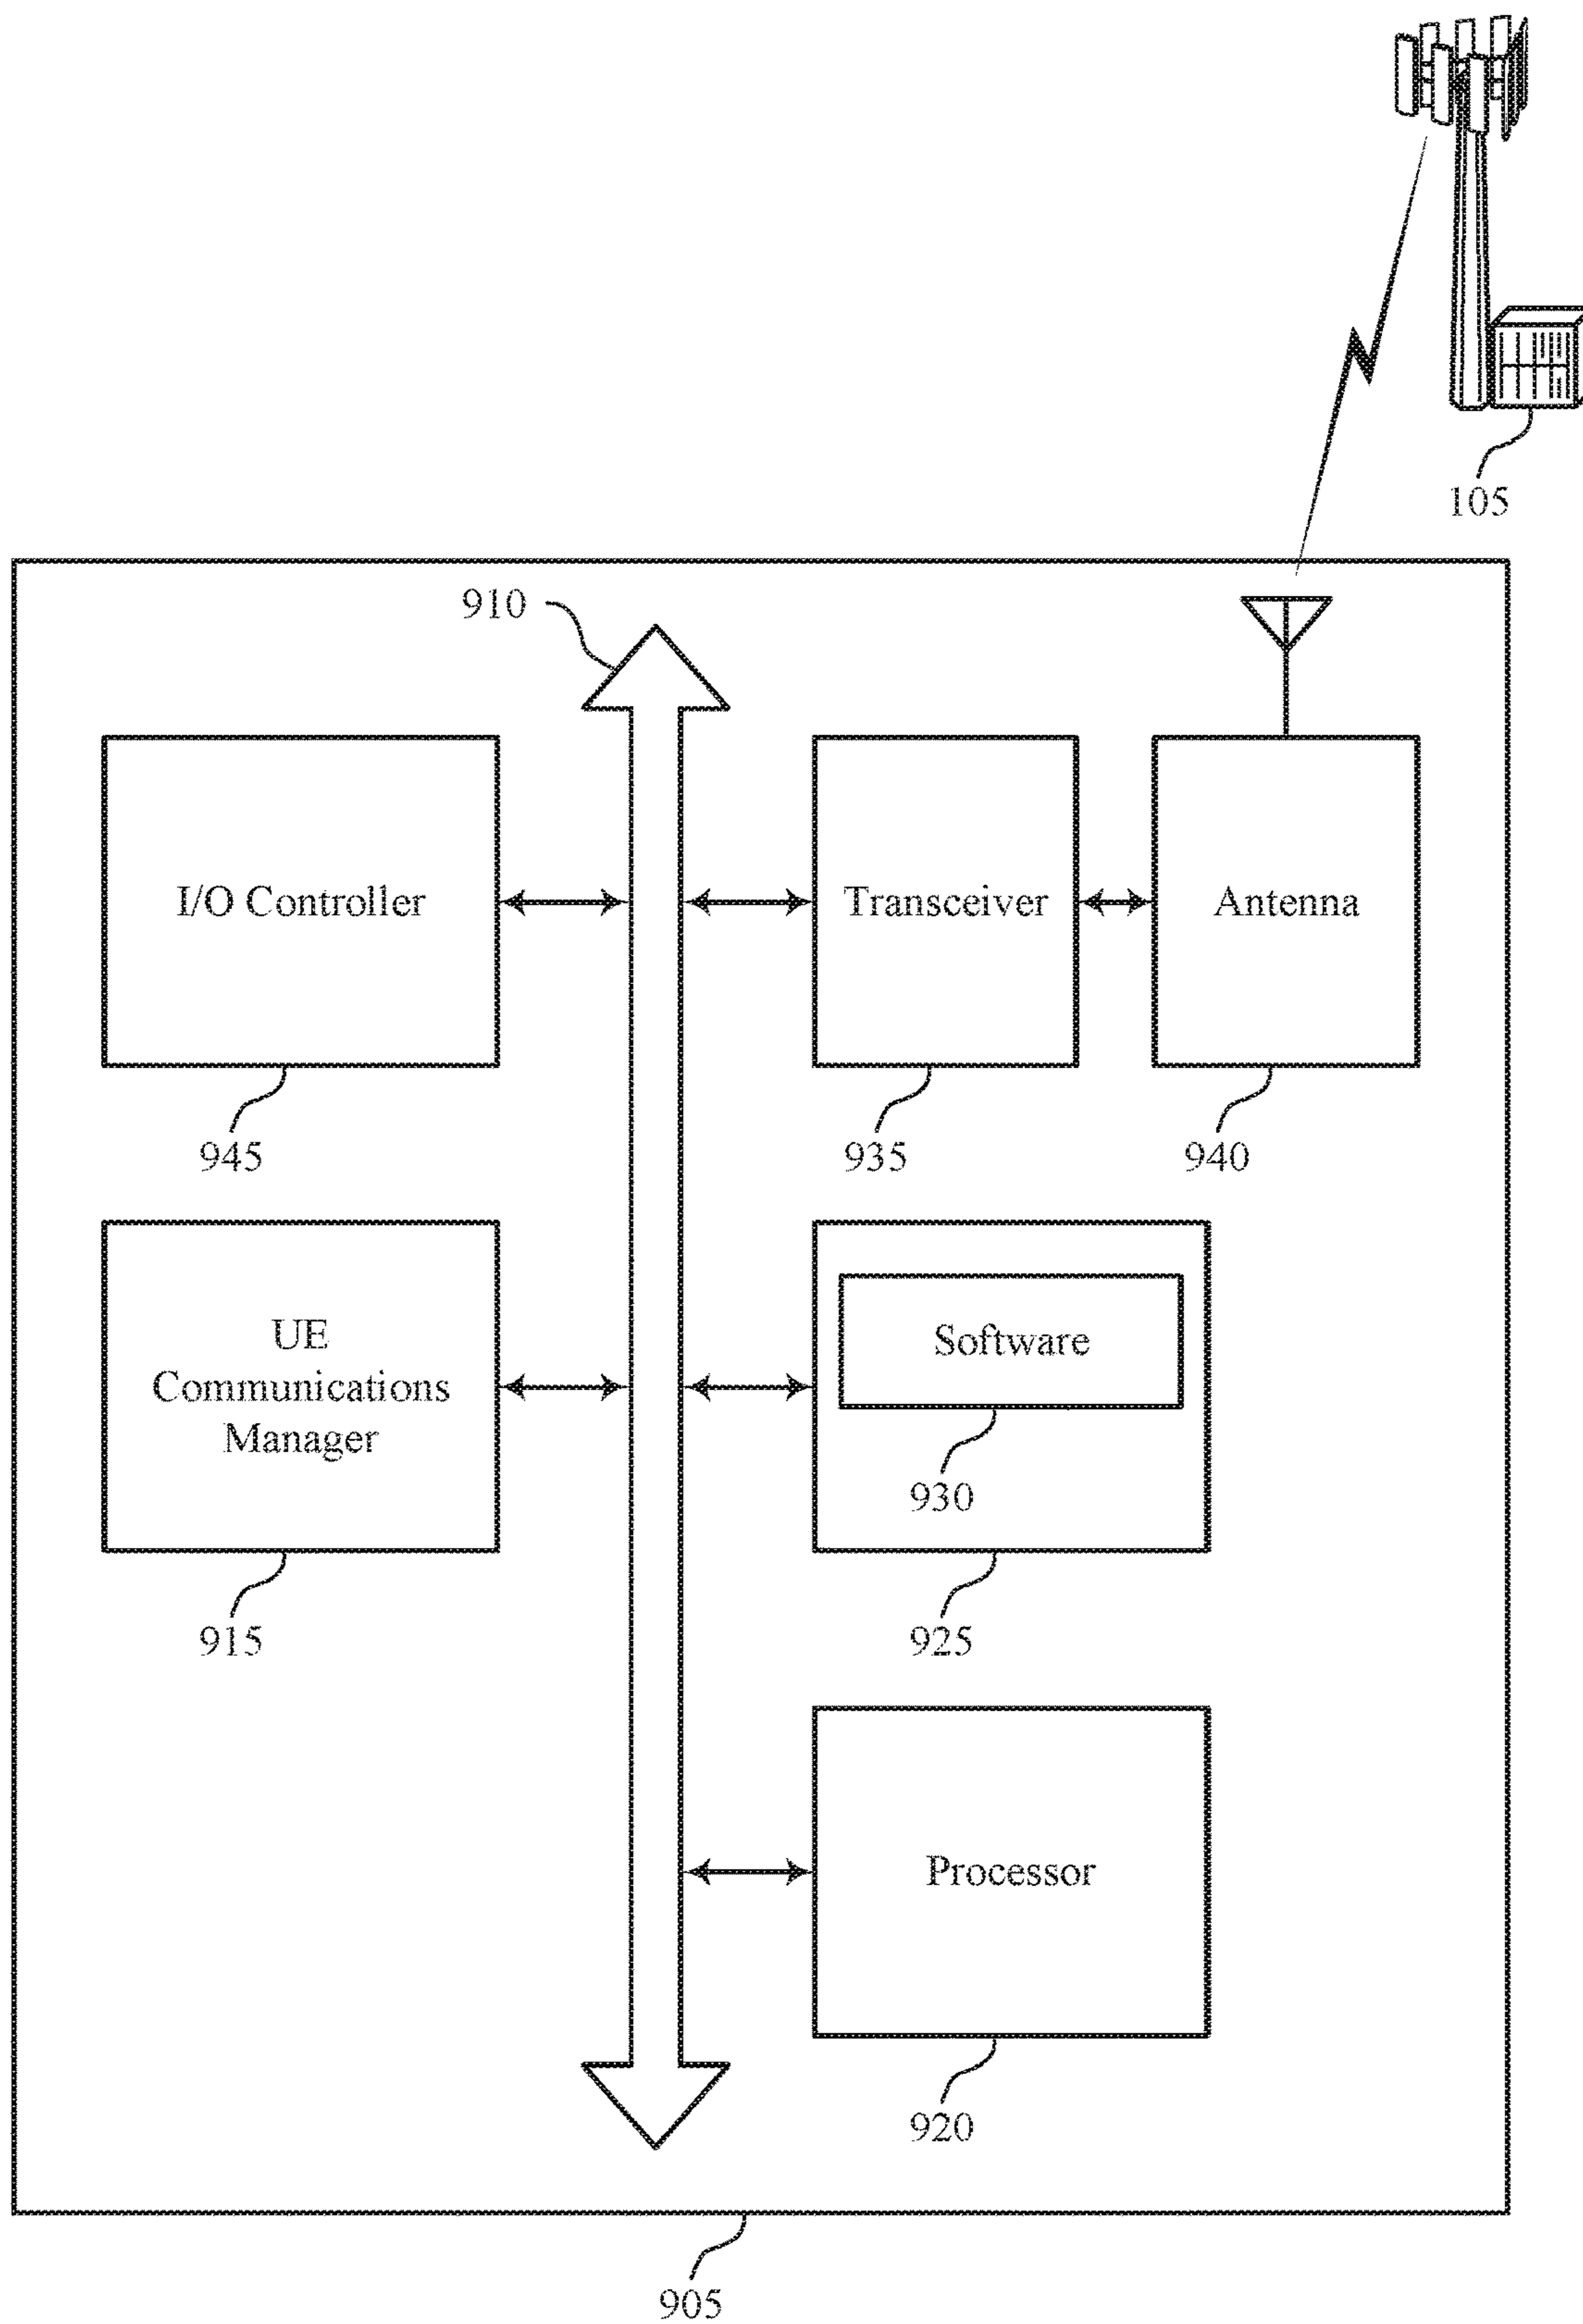 105
910
I/O Controller
Transceiver
Antenna
945
935
940
UE
Communications
Manager
Software
930
915
925
Processor
920
905